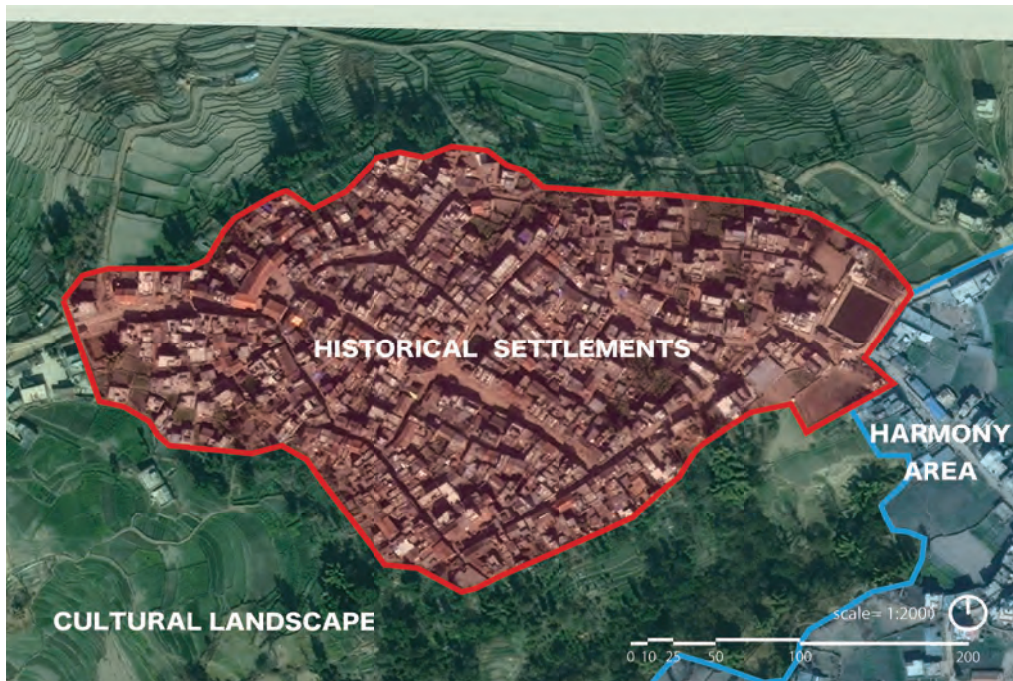 HISTORICAL SETTLEMENTS
HARMONY
AREA
CULTURAL LANDSCAPE
scale= 1:2000
0 10 25 50 100 200